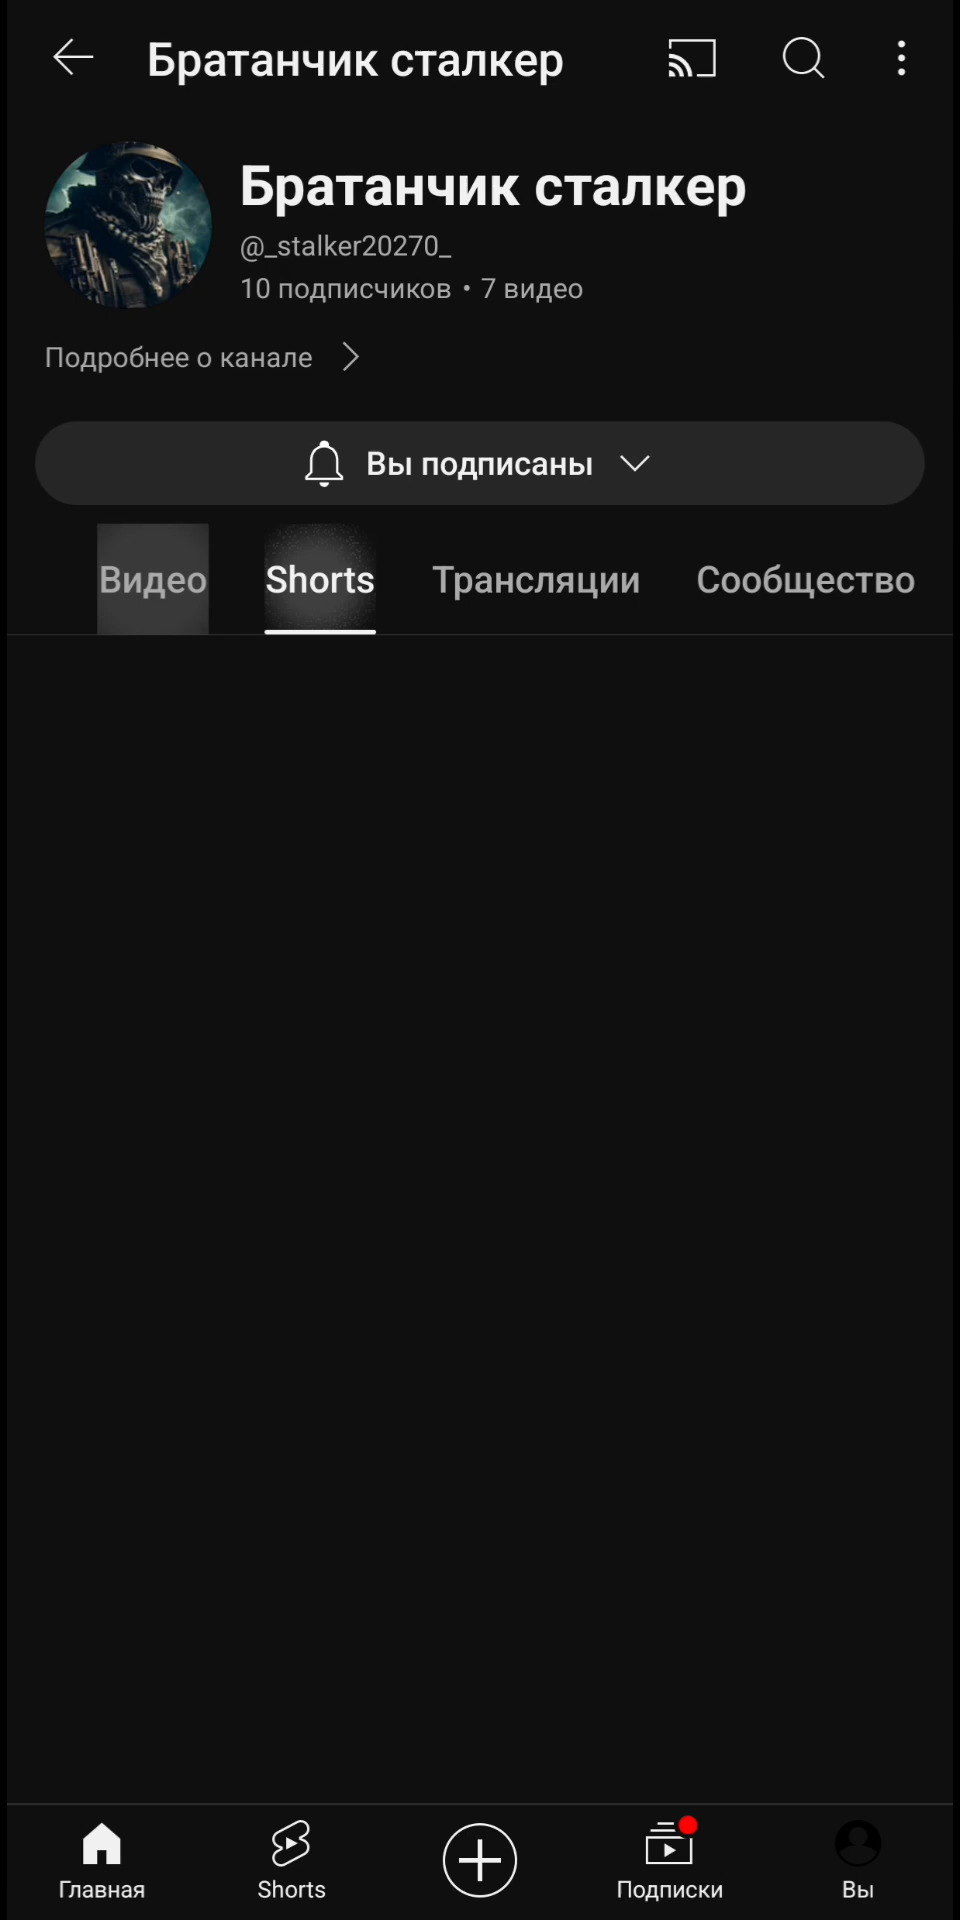 Братанчик сталкер
Братанчик сталкер
@_stalker20270_
10 подписчиков • 7 видео
Подробнее о канале
Вы подписаны
Видео Shorts Трансляции Сообщество
Главная Shorts Подписки Вы